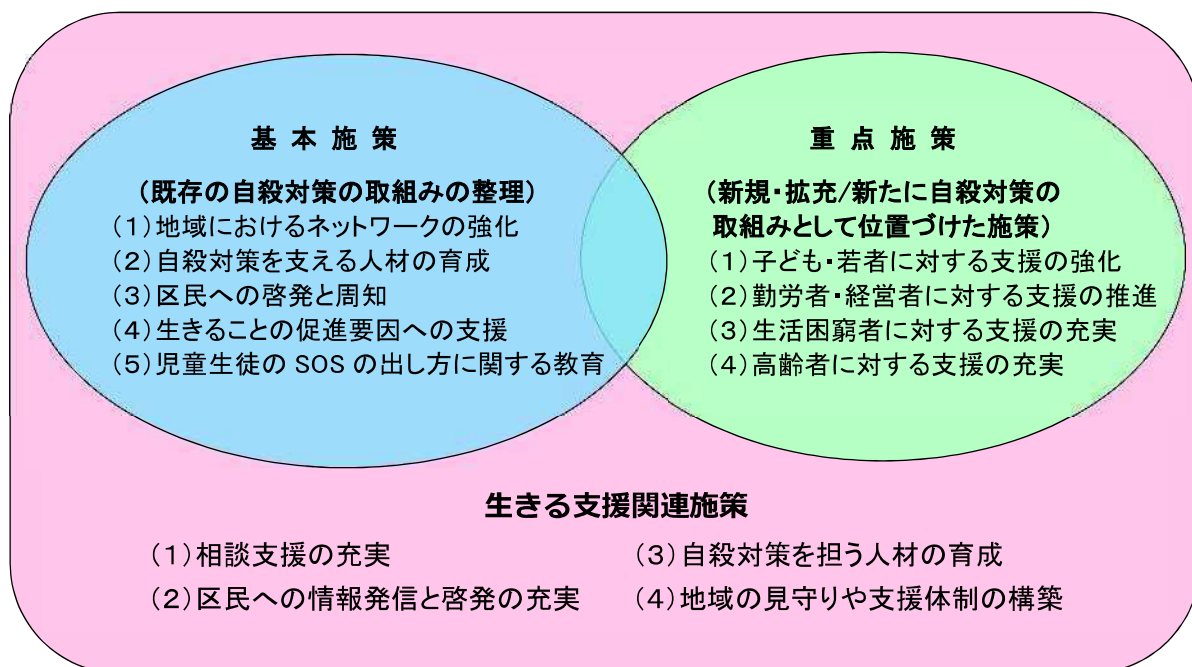 基 本 施 策
(既存の自殺対策の取組みの整理)
(1)地域におけるネットワークの強化
(2)自殺対策を支える人材の育成
(3)区民への啓発と周知
(4)生きることの促進要因への支援
(5)児童生徒の SOS の出し方に関する教育
重 点 施 策
(新規・拡充/新たに自殺対策の
取組みとして位置づけた施策)
(1)子ども・若者に対する支援の強化
(2)勤労者・経営者に対する支援の推進
(3)生活困窮者に対する支援の充実
(4)高齢者に対する支援の充実
生きる支援関連施策
(1)相談支援の充実
(2)区民への情報発信と啓発の充実
(3)自殺対策を担う人材の育成
(4)地域の見守りや支援体制の構築